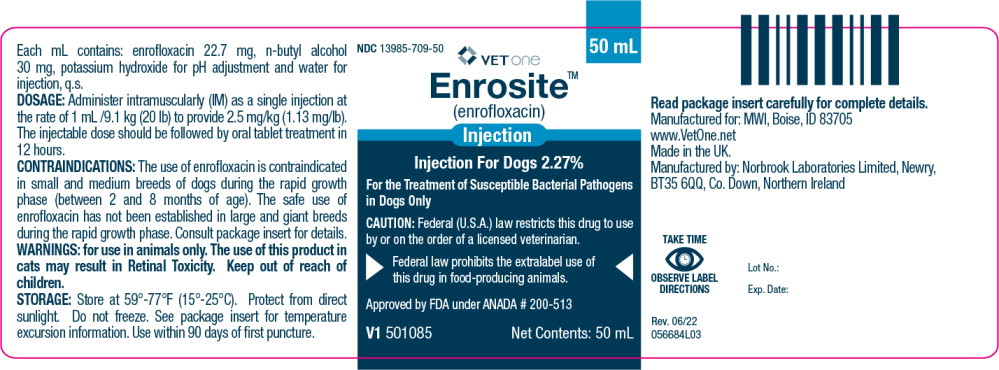 Each mL contains: enrofloxacin 22.7 mg, n-butyl alcohol
30 mg, potassium hydroxide for pH adjustment and water for
injection, q.s.
DOSAGE: Administer intramuscularly (IM) as a single injection at
the rate of 1 mL /9.1 kg (20 lb) to provide 2.5 mg/kg (1.13 mg/lb).
The injectable dose should be followed by oral tablet treatment in
12 hours.
CONTRAINDICATIONS: The use of enrofloxacin is contraindicated
in small and medium breeds of dogs during the rapid growth
phase (between 2 and 8 months of age). The safe use of
enrofloxacin has not been established in large and giant breeds
during the rapid growth phase. Consult package insert for details.
WARNINGS: for use in animals only. The use of this product in
cats may result in Retinal Toxicity. Keep out of reach of
children.
STORAGE: Store at 59°-77°F (15°-25°C). Protect from direct
sunlight. Do not freeze. See package insert for temperature
excursion information. Use within 90 days of first puncture.
NDC 13985-709-50
50 mL
VET one
Enrosite™
(enrofloxacin)
Injection
Injection For Dogs 2.27%
For the Treatment of Susceptible Bacterial Pathogens
in Dogs Only
CAUTION: Federal (U.S.A.) law restricts this drug to use
by or on the order of a licensed veterinarian.
Federal law prohibits the extralabel use of
this drug in food-producing animals.
Approved by FDA under ANADA # 200-513
V1 501085 Net Contents: 50 mL
Read package insert carefully for complete details.
Manufactured for: MWI, Boise, ID 83705
www.VetOne.net
Made in the UK.
Manufactured by: Norbrook Laboratories Limited, Newry,
BT35 6QQ, Co. Down, Northern Ireland
TAKE TIME
OBSERVE LABEL
DIRECTIONS
Lot No.:
Exp. Date:
Rev. 06/22
056684L03